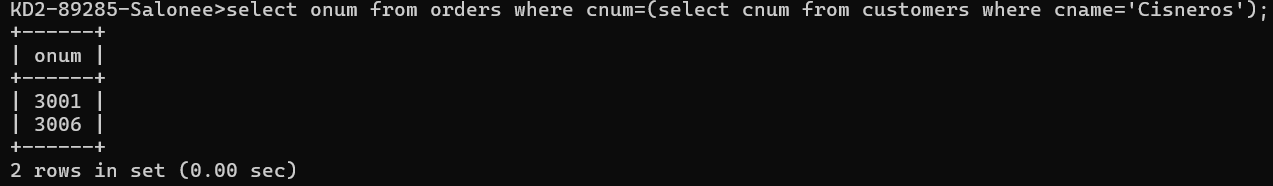 KD2-89285-Salonee>select onum from orders where cnum=(select cnum from customers where cname='Cisneros');
+------+
| onum |
+------+
| 3001 |
| 3006 |
+------+
2 rows in set (0.00 sec)